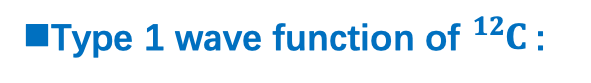 ■Type 1 wave function of ¹²C :